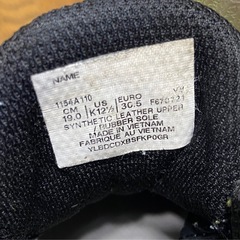 NAME
1154A110
CM US EURO
19.0 K12½ 30.5
SYNTHETIC LEATHER UPPER
/ RUBBER SOLE
MADE IN VIETNAM
FABRIQUE AU VIETNAM